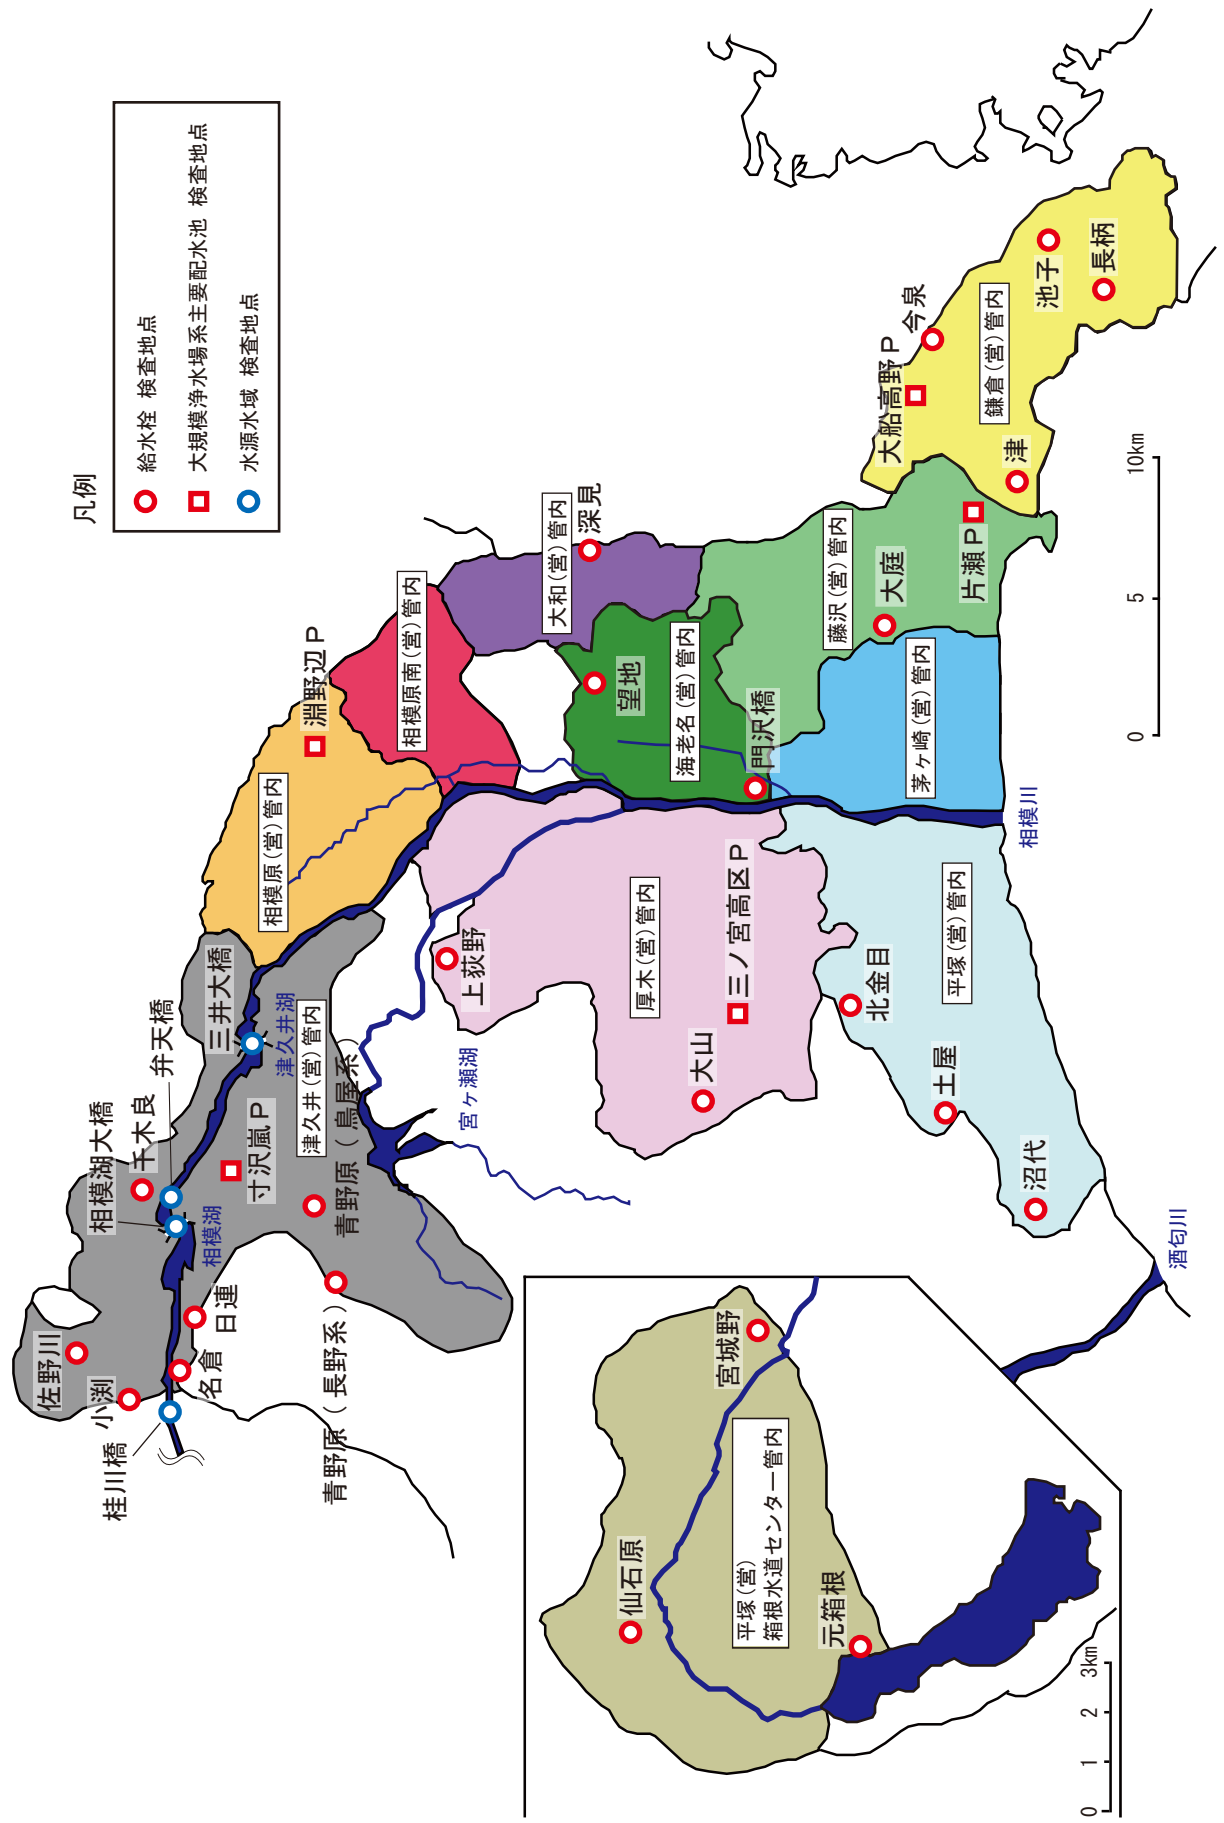 凡例
給水栓 検査地点
大規模浄水場系主要配水池 検査地点
水源水域 検査地点
佐野川
小渕
桂川橋
名倉
日連
相模湖大橋
千木良
弁天橋
相模湖
寸沢嵐P
三井大橋
津久井湖
津久井(営)管内
青野原(鳥屋系)
青野原(長野系)
宮ヶ瀬湖
相模原(営)管内
淵野辺P
相模原南(営)管内
大和(営)管内
深見
望地
海老名(営)管内
門沢橋
上荻野
厚木(営)管内
三ノ宮高区P
大山
藤沢(営)管内
大庭
片瀬P
茅ヶ崎(営)管内
相模川
大船高野P
今泉
鎌倉(営)管内
津
池子
長柄
平塚(営)管内
北金目
土屋
沼代
酒匂川
0
5
10km
宮城野
仙石原
元箱根
平塚(営)
箱根水道センター管内
0
1
2
3km